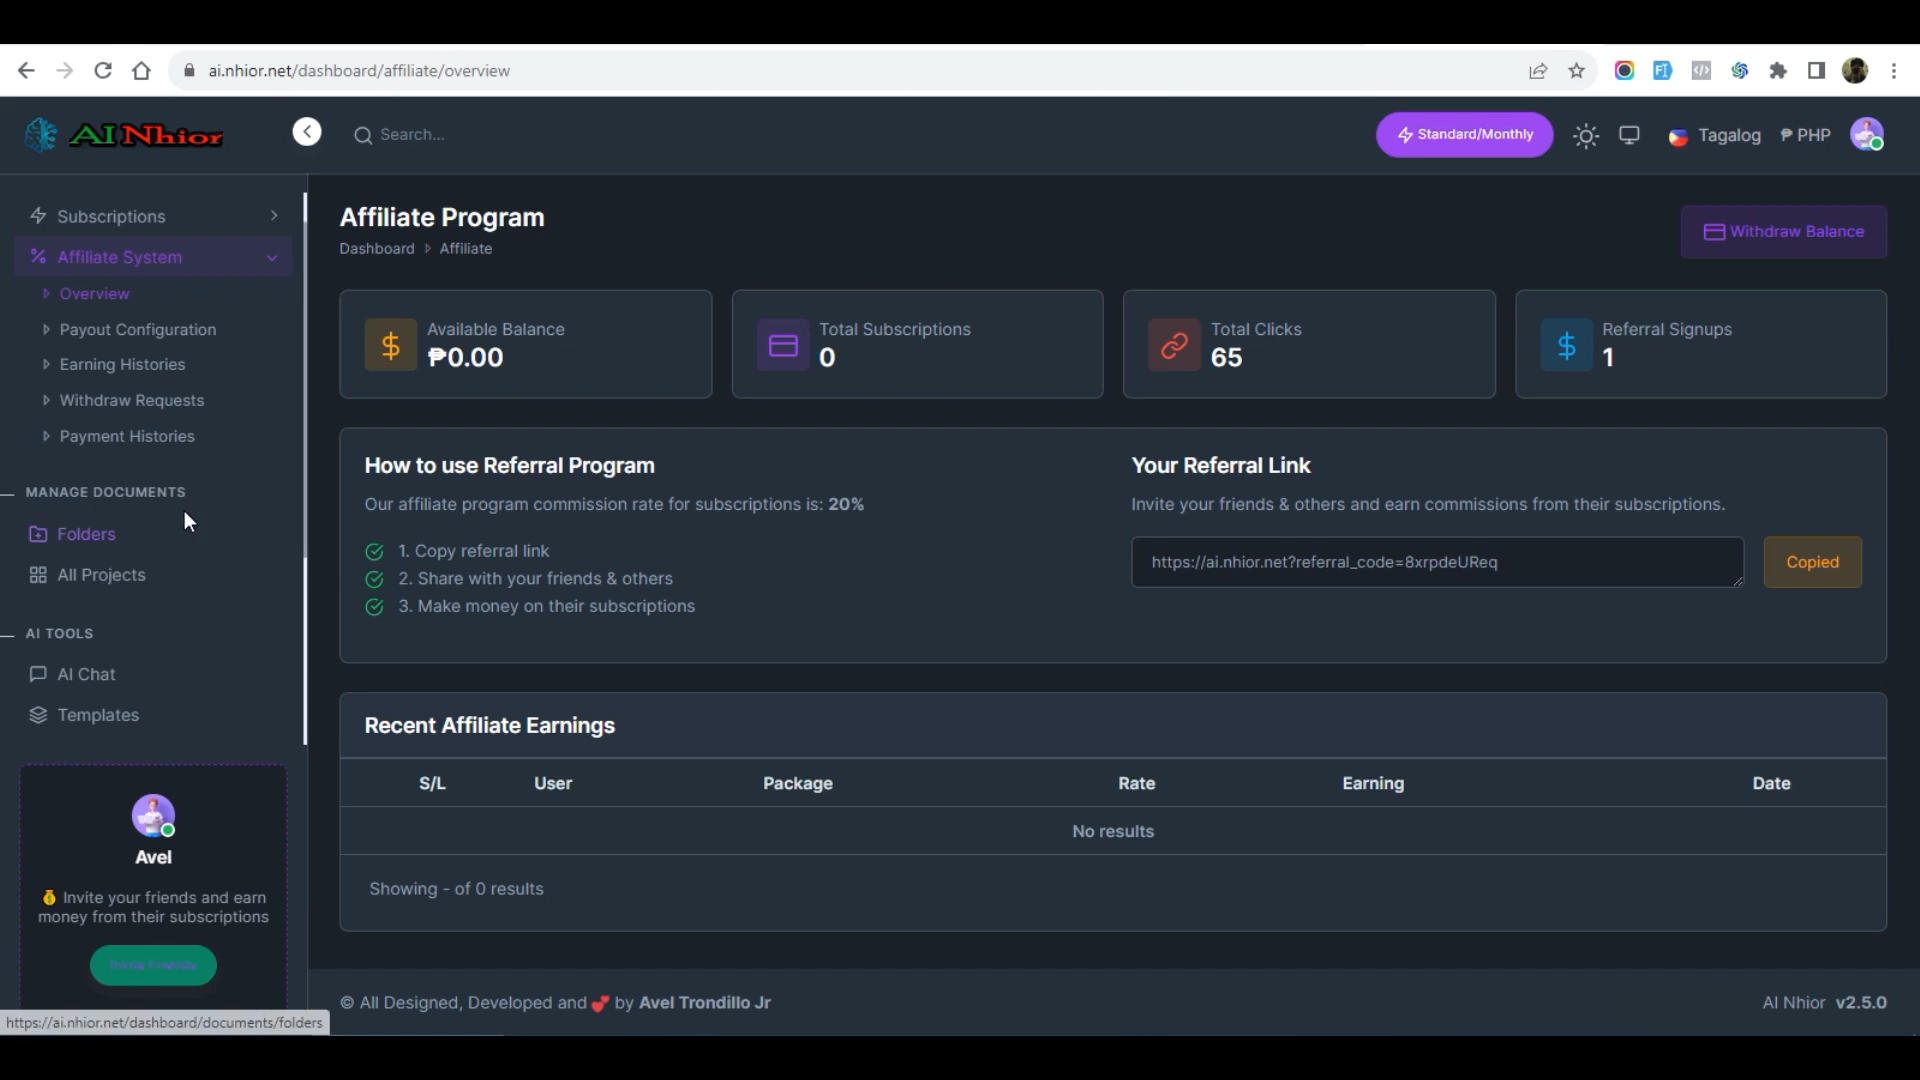 ai.nhior.net/dashboard/affiliate/overview
AI Nhior
Search...
Standard/Monthly
Tagalog
₱ PHP
Subscriptions
Affiliate System
Overview
Payout Configuration
Earning Histories
Withdraw Requests
Payment Histories
MANAGE DOCUMENTS
Folders
All Projects
AI TOOLS
AI Chat
Templates
Avel
Invite your friends and earn
money from their subscriptions
https://ai.nhior.net/dashboard/documents/folders
Affiliate Program
Dashboard Affiliate
Withdraw Balance
Available Balance
₱0.00
Total Subscriptions
0
Total Clicks
65
Referral Signups
1
How to use Referral Program
Our affiliate program commission rate for subscriptions is: 20%
1. Copy referral link
2. Share with your friends & others
3. Make money on their subscriptions
Your Referral Link
Invite your friends & others and earn commissions from their subscriptions.
https://ai.nhior.net?referral_code=8xrpdeUReq
Copied
Recent Affiliate Earnings
S/L User Package Rate Earning Date
No results
Showing - of 0 results
© All Designed, Developed and 💕 by Avel Trondillo Jr
AI Nhior v2.5.0